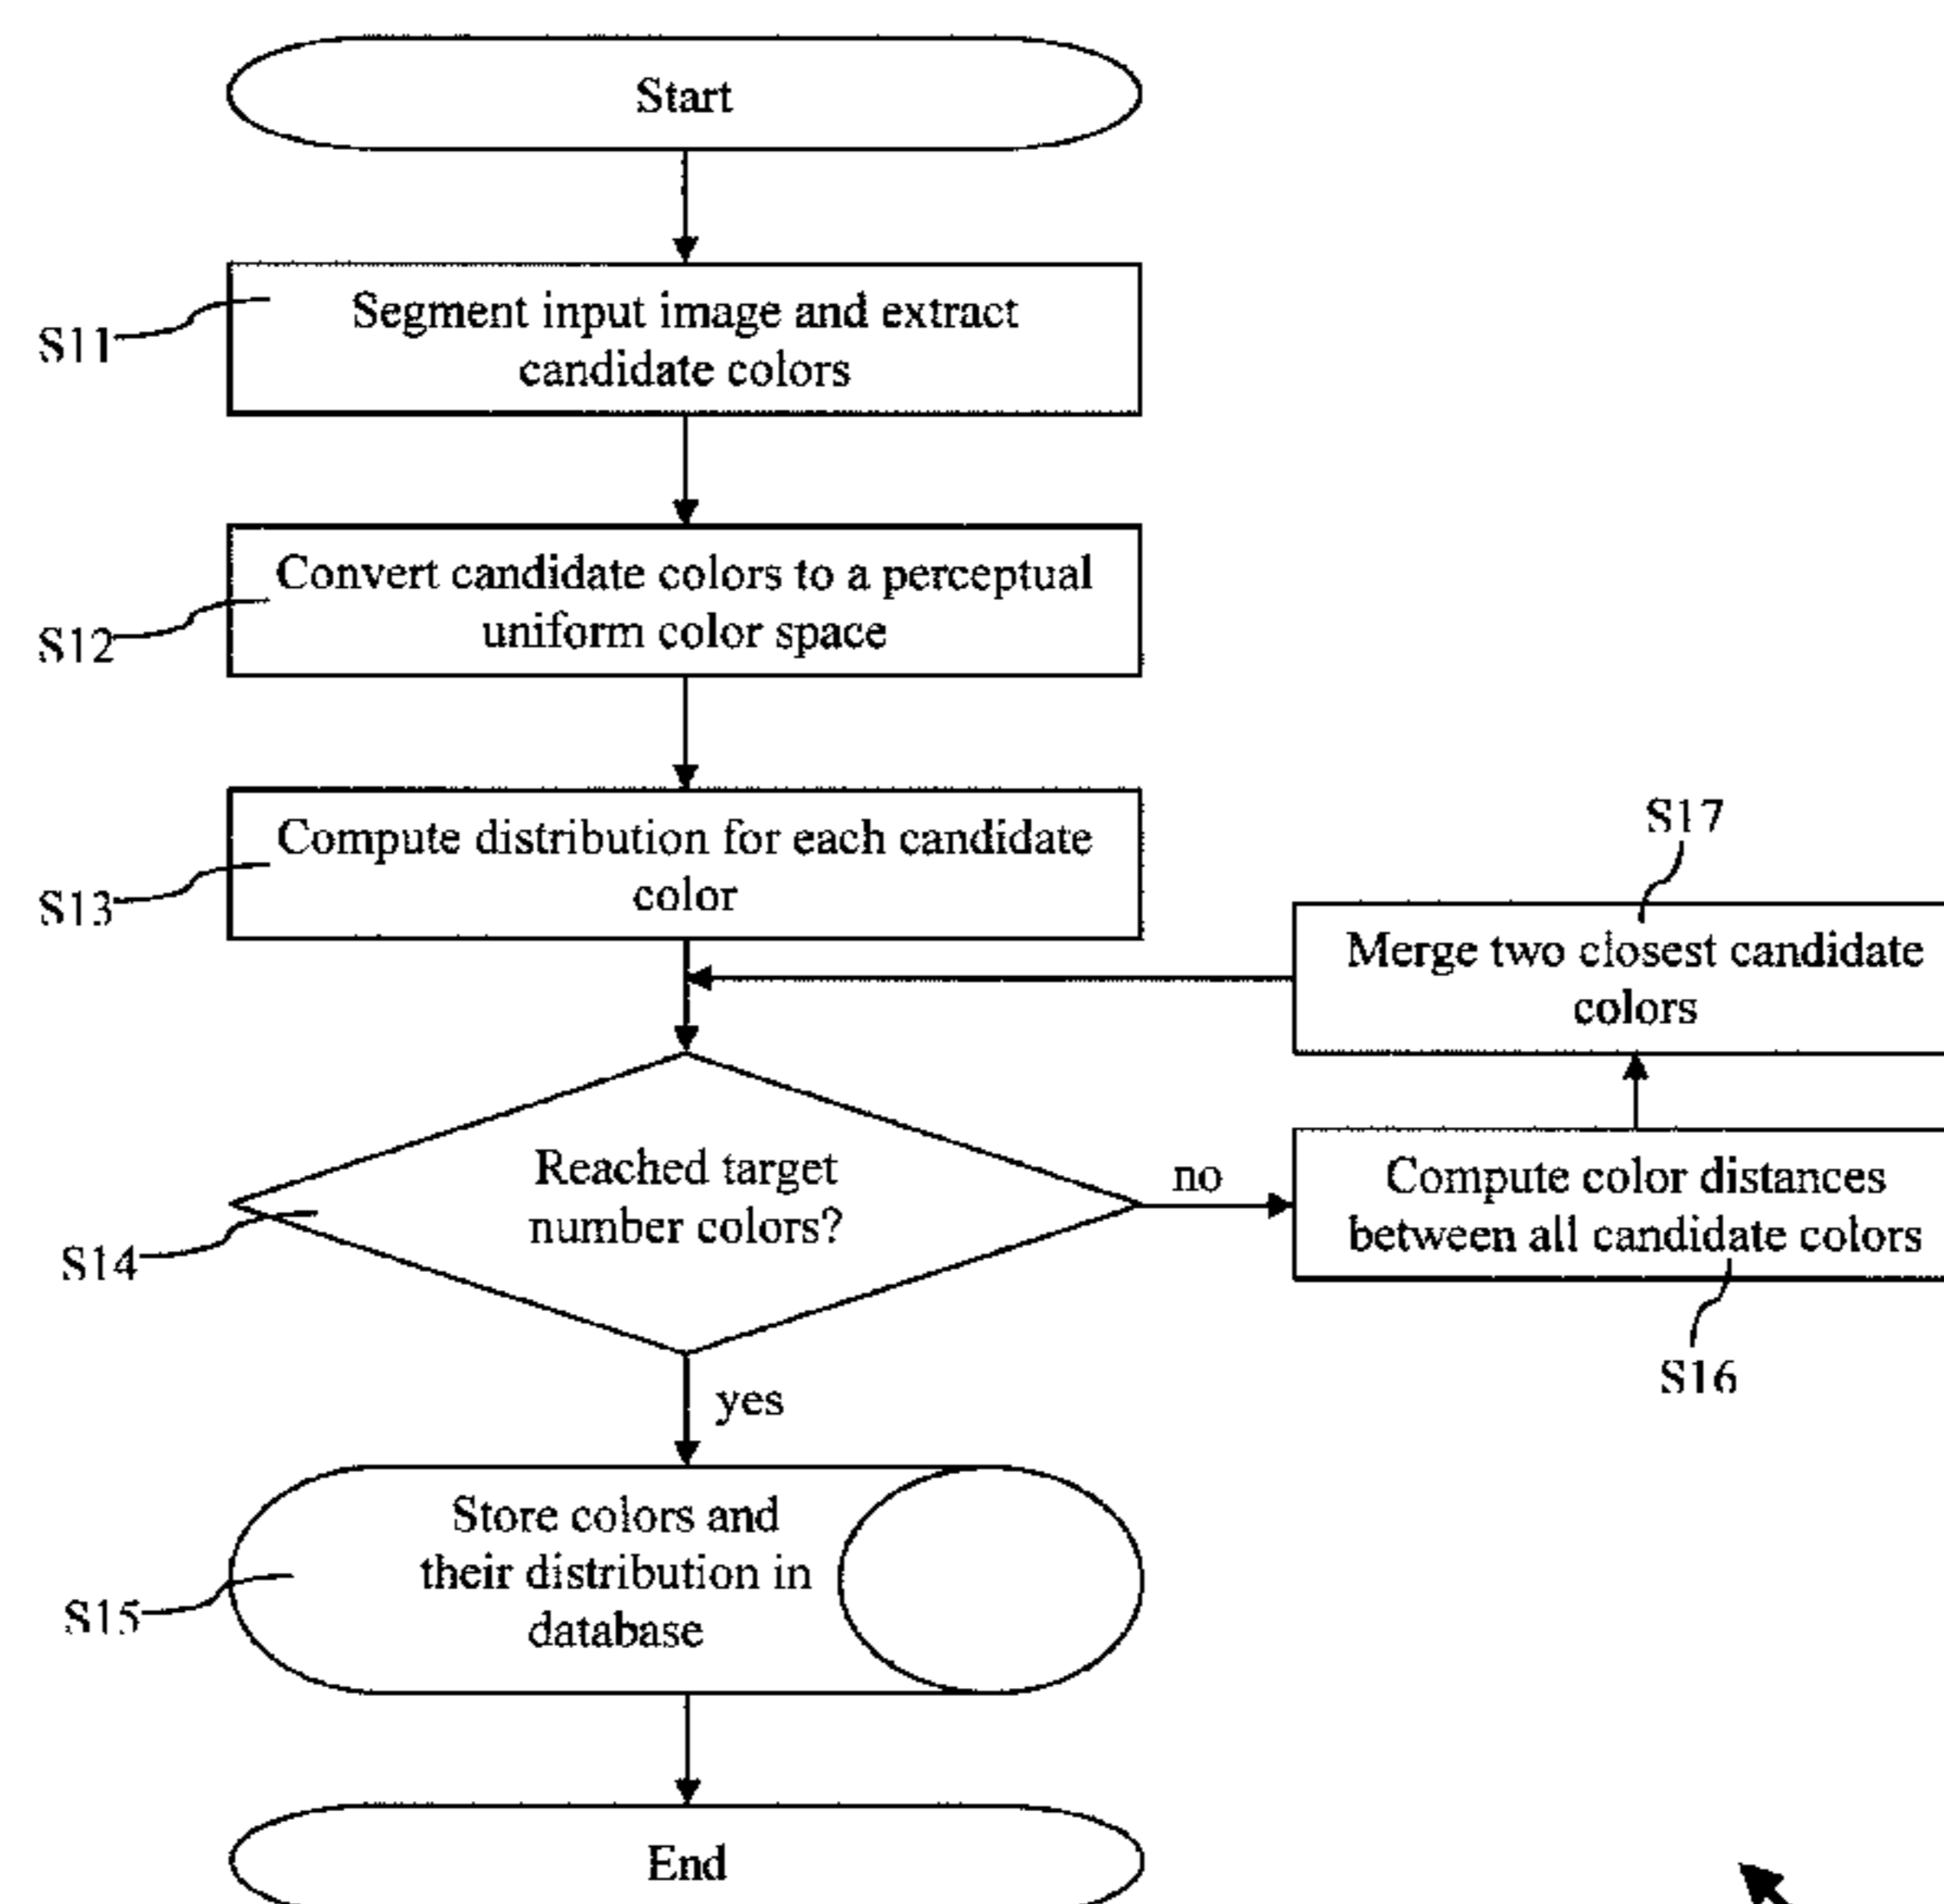 Start
S11
Segment input image and extract
candidate colors
S12
Convert candidate colors to a perceptual
uniform color space
S13
Compute distribution for each candidate
color
S17
Merge two closest candidate
colors
S14
Reached target
number colors?
no
Compute color distances
between all candidate colors
S16
yes
S15
Store colors and
their distribution in
database
End